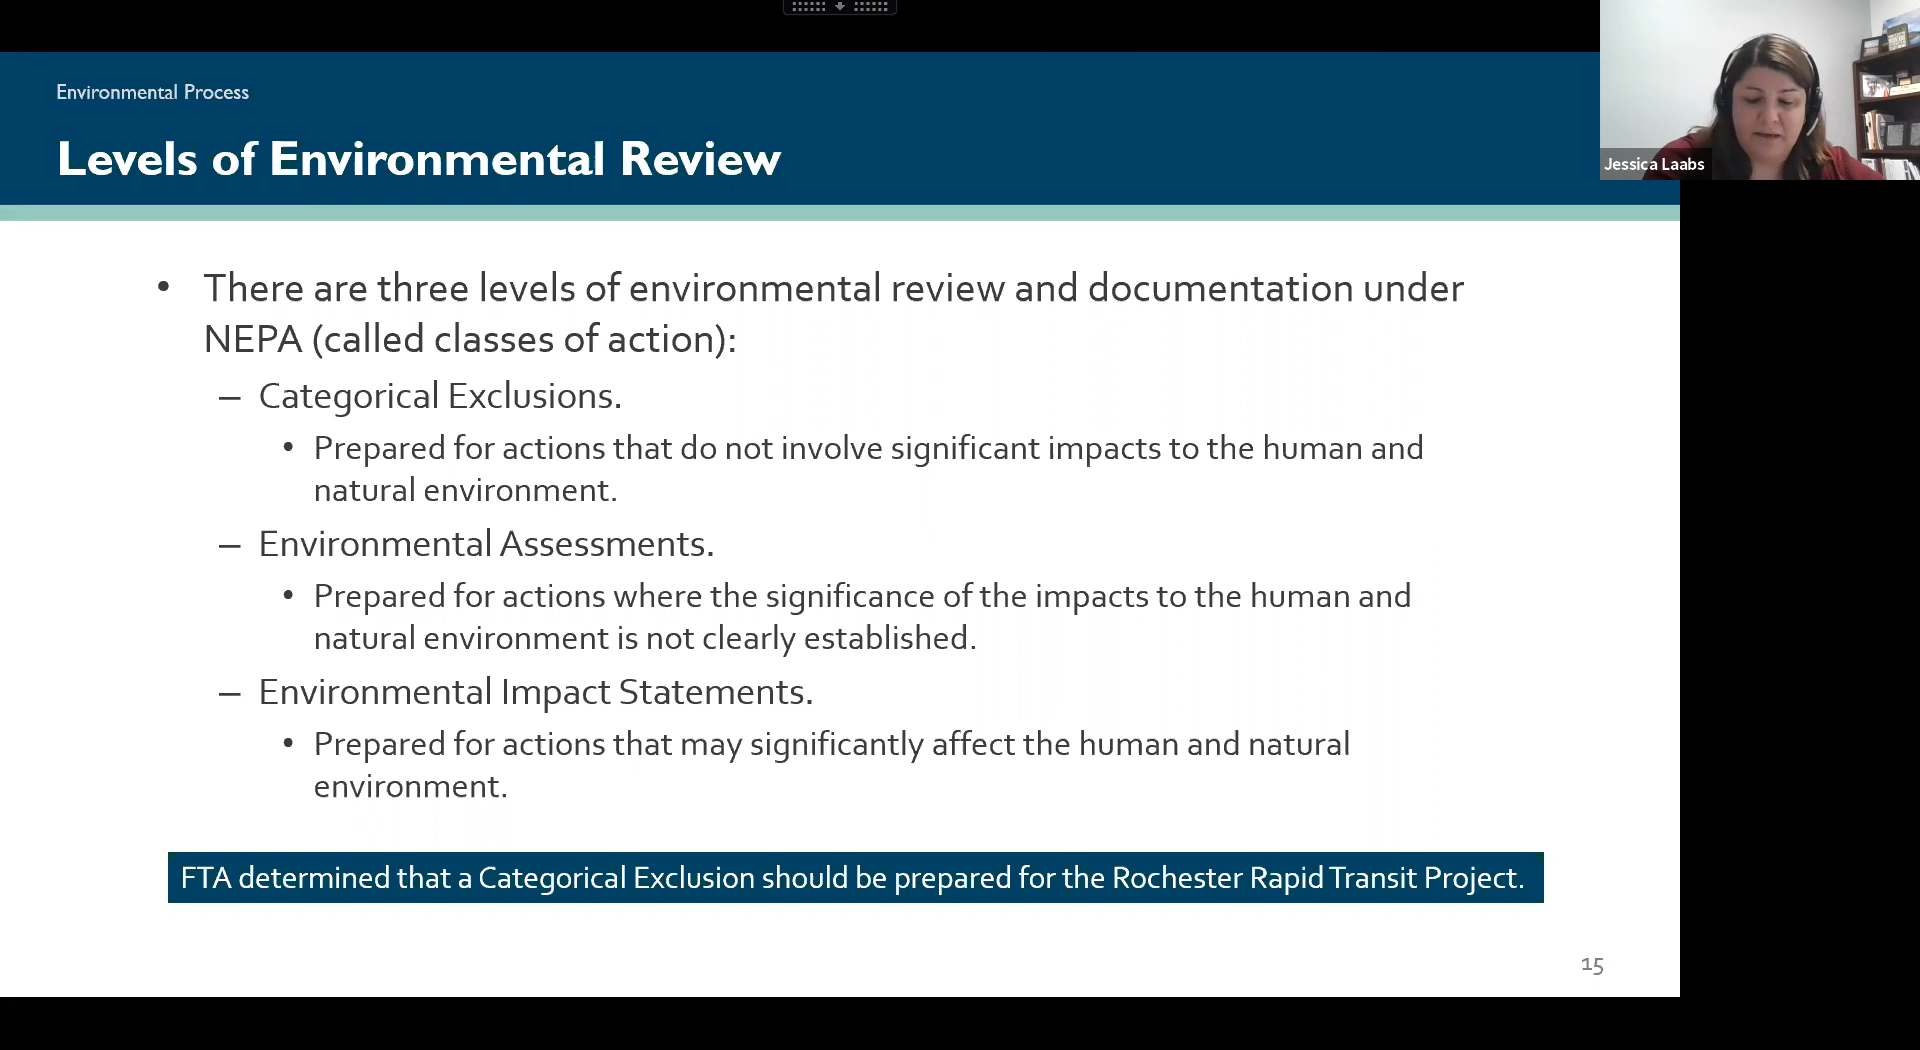 Environmental Process
Levels of Environmental Review
Jessica Laabs
• There are three levels of environmental review and documentation under
NEPA (called classes of action):
– Categorical Exclusions.
• Prepared for actions that do not involve significant impacts to the human and
natural environment.
– Environmental Assessments.
• Prepared for actions where the significance of the impacts to the human and
natural environment is not clearly established.
– Environmental Impact Statements.
• Prepared for actions that may significantly affect the human and natural
environment.
FTA determined that a Categorical Exclusion should be prepared for the Rochester Rapid Transit Project.
15